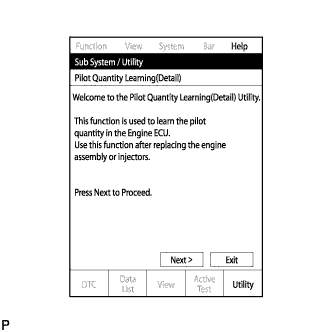 Function View System Bar Help
Sub System / Utility
Pilot Quantity Learning(Detail)
Welcome to the Pilot Quantity Learning(Detail) Utility.
This function is used to learn the pilot
quantity in the Engine ECU.
Use this function after replacing the engine
assembly or injectors.
Press Next to Proceed.
Next > Exit
DTC Data List View Active Test Utility
P